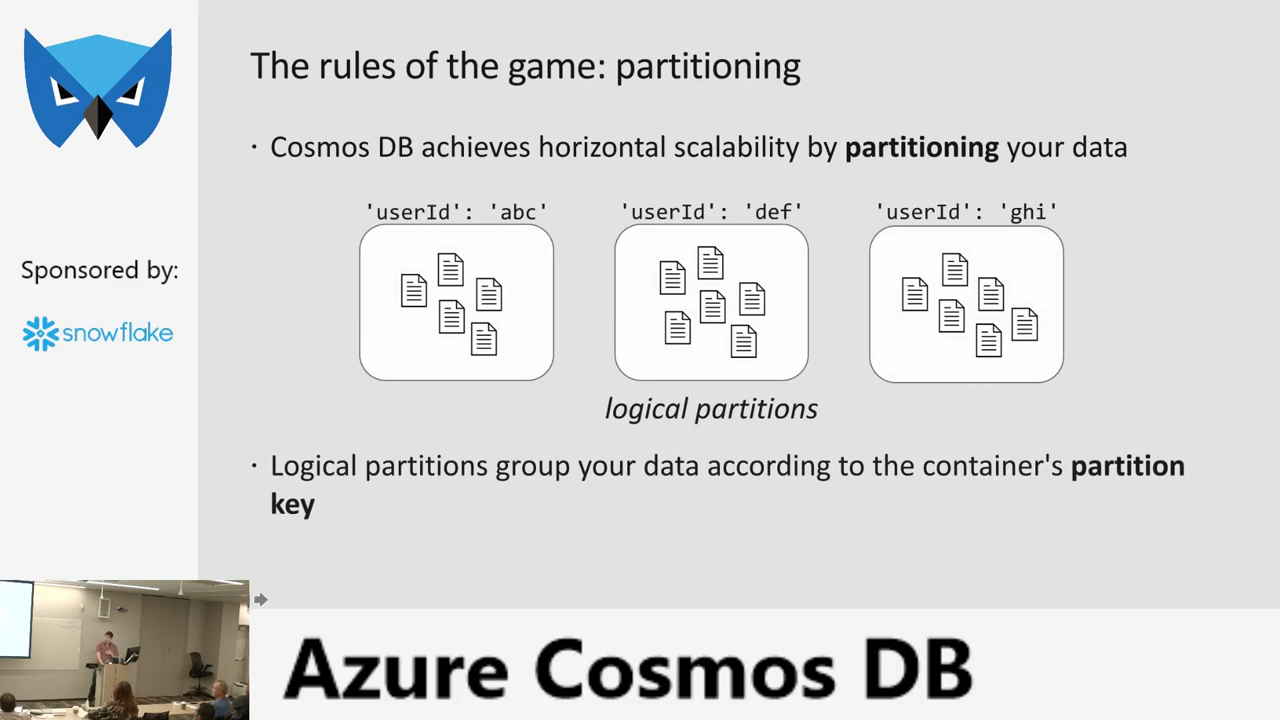 The rules of the game: partitioning
· Cosmos DB achieves horizontal scalability by partitioning your data
'userId': 'abc' 'userId': 'def' 'userId': 'ghi'
logical partitions
· Logical partitions group your data according to the container's partition
key
Sponsored by:
snowflake
Azure Cosmos DB